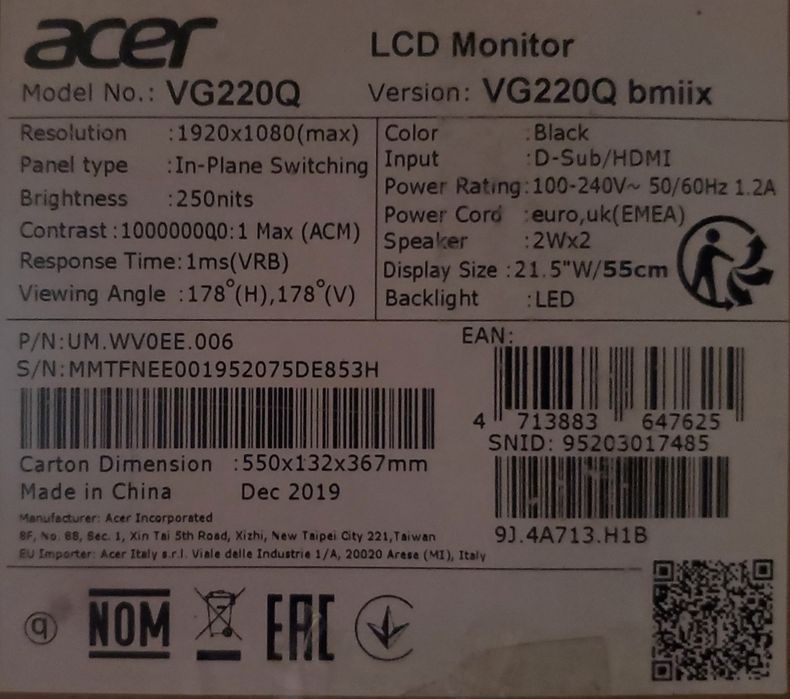 acer
LCD Monitor
Model No.: VG220Q
Version: VG220Q bmiix
Resolution :1920x1080(max)
Panel type :In-Plane Switching
Brightness :250nits
Contrast :100000000:1 Max (ACM)
Response Time:1ms(VRB)
Viewing Angle :178°(H),178°(V)
Color :Black
Input :D-Sub/HDMI
Power Rating:100-240V~ 50/60Hz 1.2A
Power Cord :euro,uk(EMEA)
Speaker :2Wx2
Display Size :21.5"W/55cm
Backlight :LED
P/N:UM.WV0EE.006
S/N:MMTFNEE001952075DE853H
Carton Dimension :550x132x367mm
Made in China Dec 2019
Manufacturer: Acer Incorporated
8F, No. 88, Sec. 1, Xin Tai 5th Road, Xizhi, New Taipei City 221,Taiwan
EU Importer: Acer Italy s.r.l. Viale delle Industrie 1/A, 20020 Arese (MI), Italy
EAN:
4 713883 647625
SNID: 95203017485
9J.4A713.H1B
q
NOM
EAC